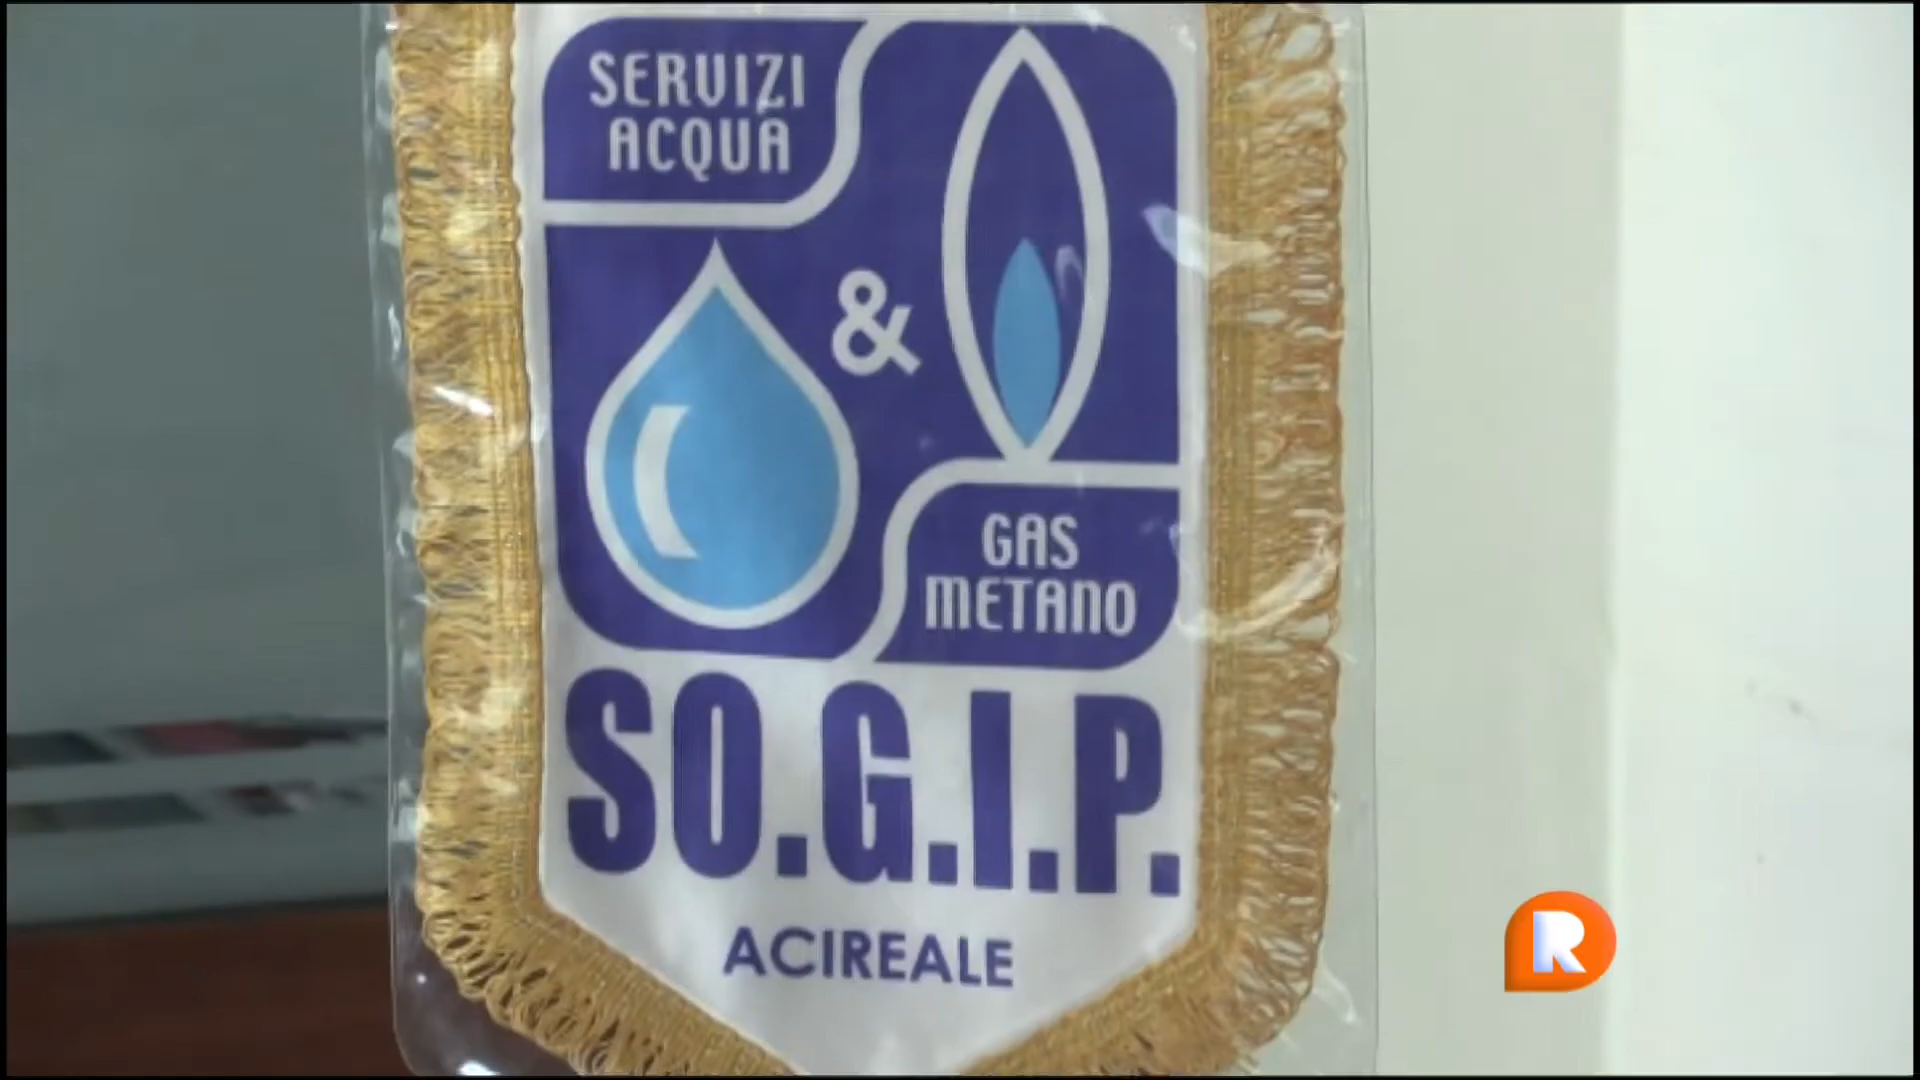 SERVIZI
ACQUA
&
GAS
METANO
SO.G.I.P.
ACIREALE
R